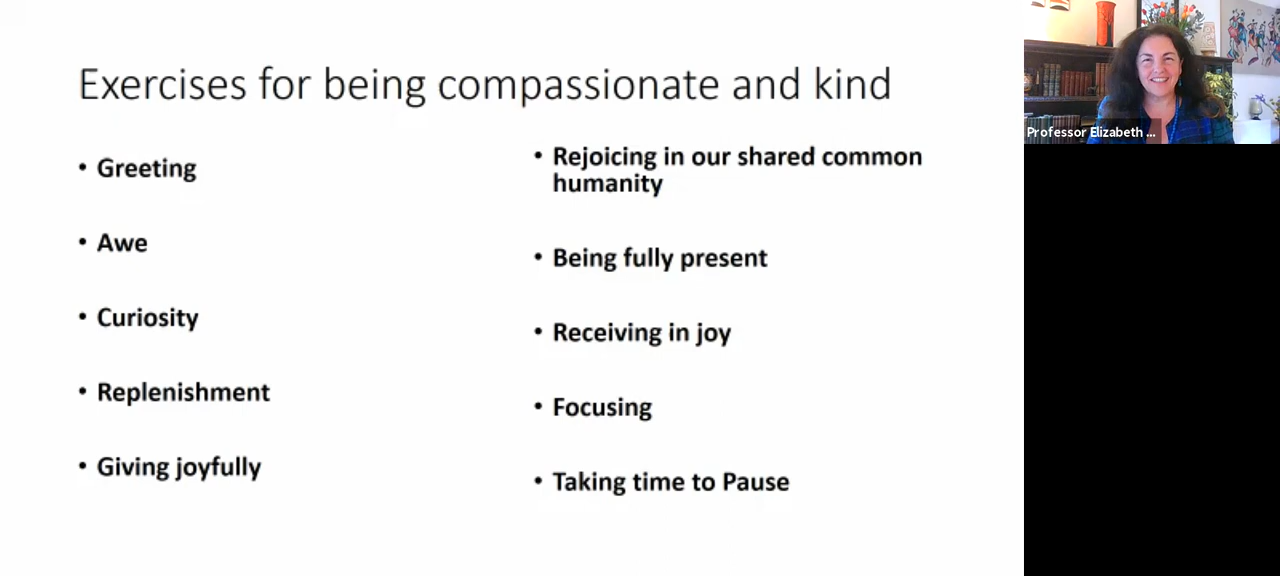 Exercises for being compassionate and kind
• Greeting
• Awe
• Curiosity
• Replenishment
• Giving joyfully
• Rejoicing in our shared common
humanity
• Being fully present
• Receiving in joy
• Focusing
• Taking time to Pause
Professor Elizabeth ...